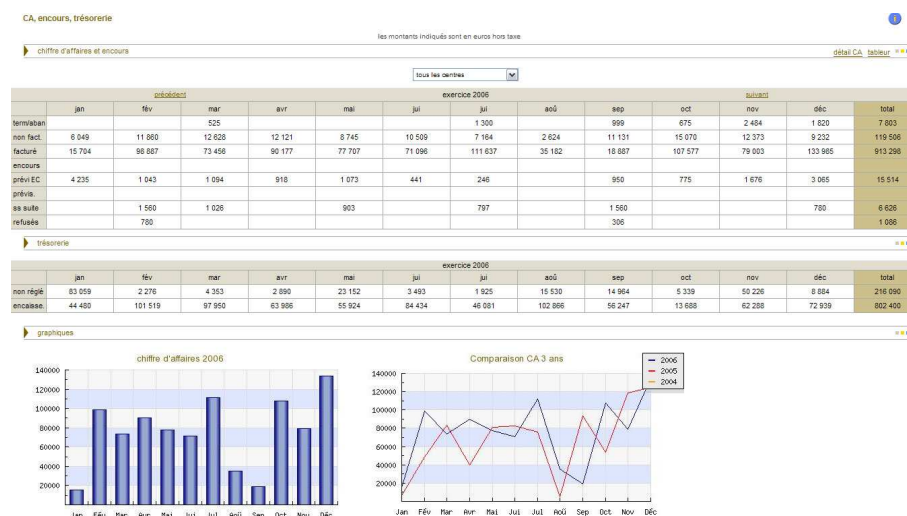 CA, encours, trésorerie
les montants indiqués sont en euros hors taxe
chiffre d'affaires et encours détail CA tableur
tous les centres
précédent exercice 2006 suivant
jan fév mar avr mai jui jui aoû sep oct nov déc total
term/aban 525 1 300 999 675 2 484 1 820 7 803
non fact. 6 049 11 860 12 628 12 121 8 745 10 509 7 164 2 624 11 131 15 070 12 373 9 232 119 506
facturé 15 704 98 887 73 456 90 177 77 707 71 096 111 637 35 182 18 887 107 577 79 003 133 985 913 298
encours
prévi EC 4 235 1 043 1 094 918 1 073 441 246 950 775 1 676 3 065 15 514
prévis.
ss suite 1 560 1 026 903 797 1 560 780 6 626
refusés 780 306 1 086
trésorerie
exercice 2006
jan fév mar avr mai jui jui aoû sep oct nov déc total
non réglé 83 059 2 276 4 353 2 890 23 152 3 493 1 925 15 530 14 964 5 339 50 226 8 884 216 090
encaisse. 44 480 101 519 97 950 63 986 55 924 84 434 46 081 102 866 56 247 13 688 62 288 72 939 802 400
graphiques
chiffre d'affaires 2006
140000
120000
100000
80000
60000
40000
20000
Jan Fév Mar Avr Mai Jui Jul Aoû Sep Oct Nov Déc
Comparaison CA 3 ans
2006
2005
2004
140000
120000
100000
80000
60000
40000
20000
Jan Fév Mar Avr Mai Jui Jul Aoû Sep Oct Nov Déc